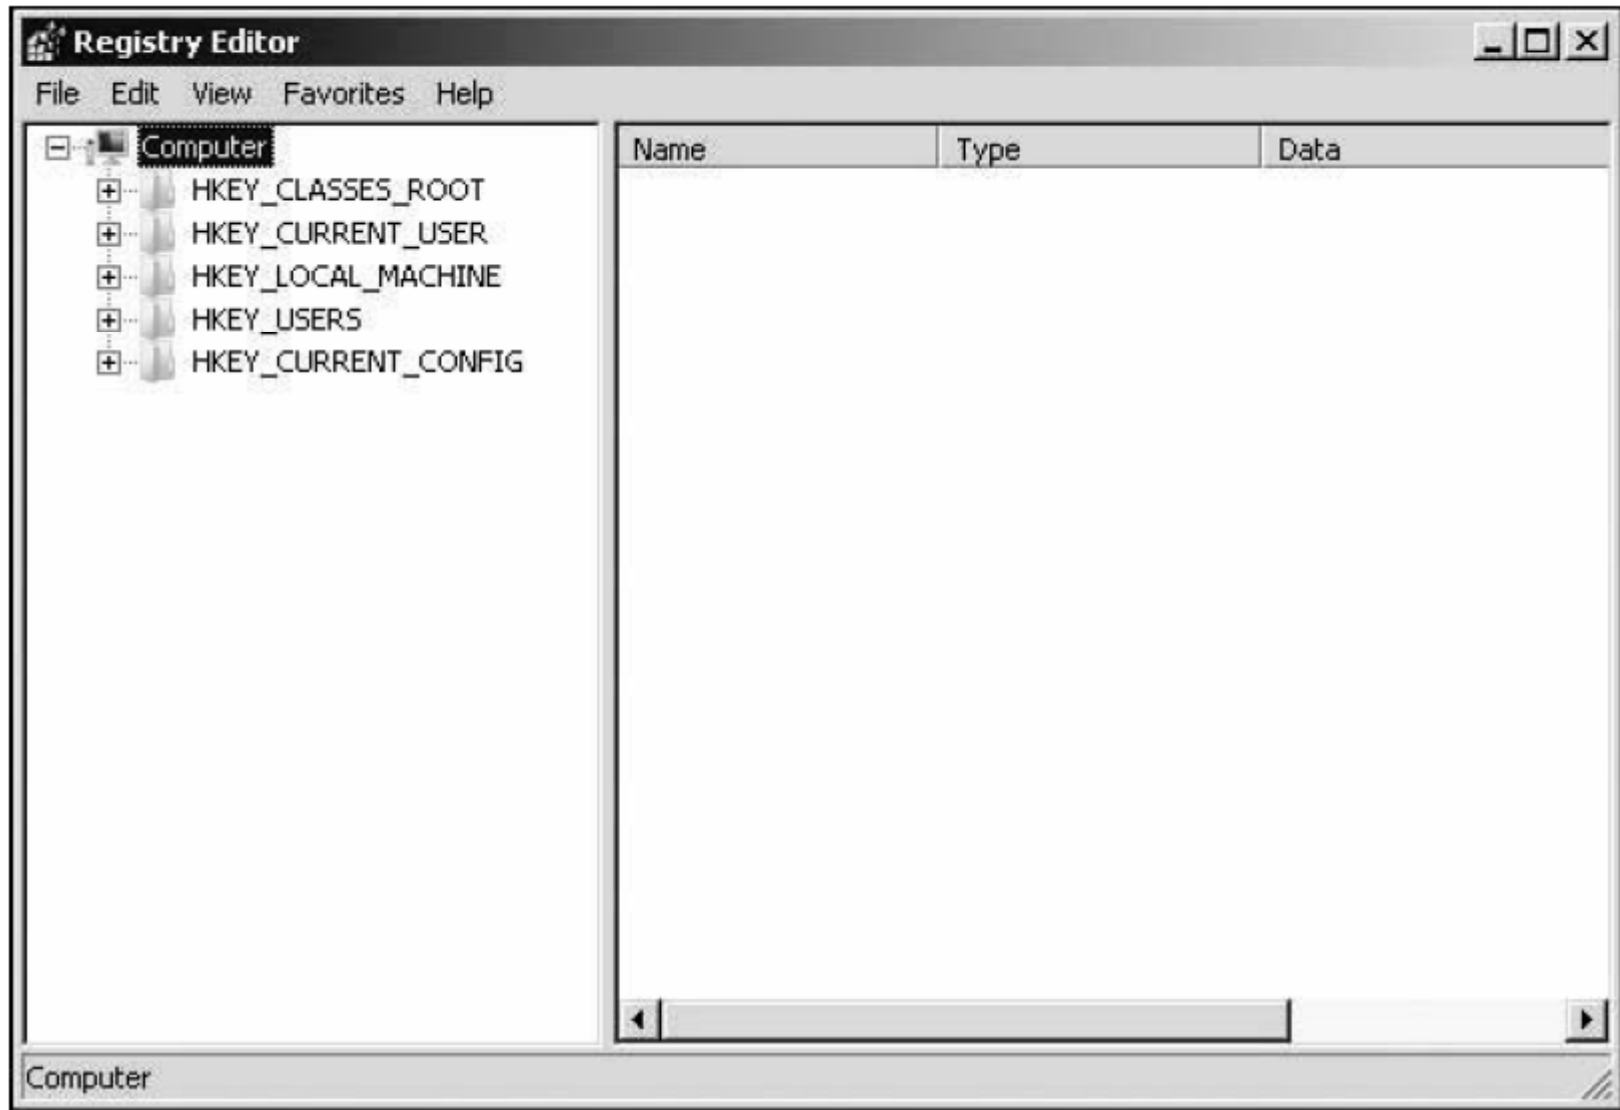 Registry Editor
File Edit View Favorites Help
Computer
Name Type Data
HKEY_CLASSES_ROOT
HKEY_CURRENT_USER
HKEY_LOCAL_MACHINE
HKEY_USERS
HKEY_CURRENT_CONFIG
Computer